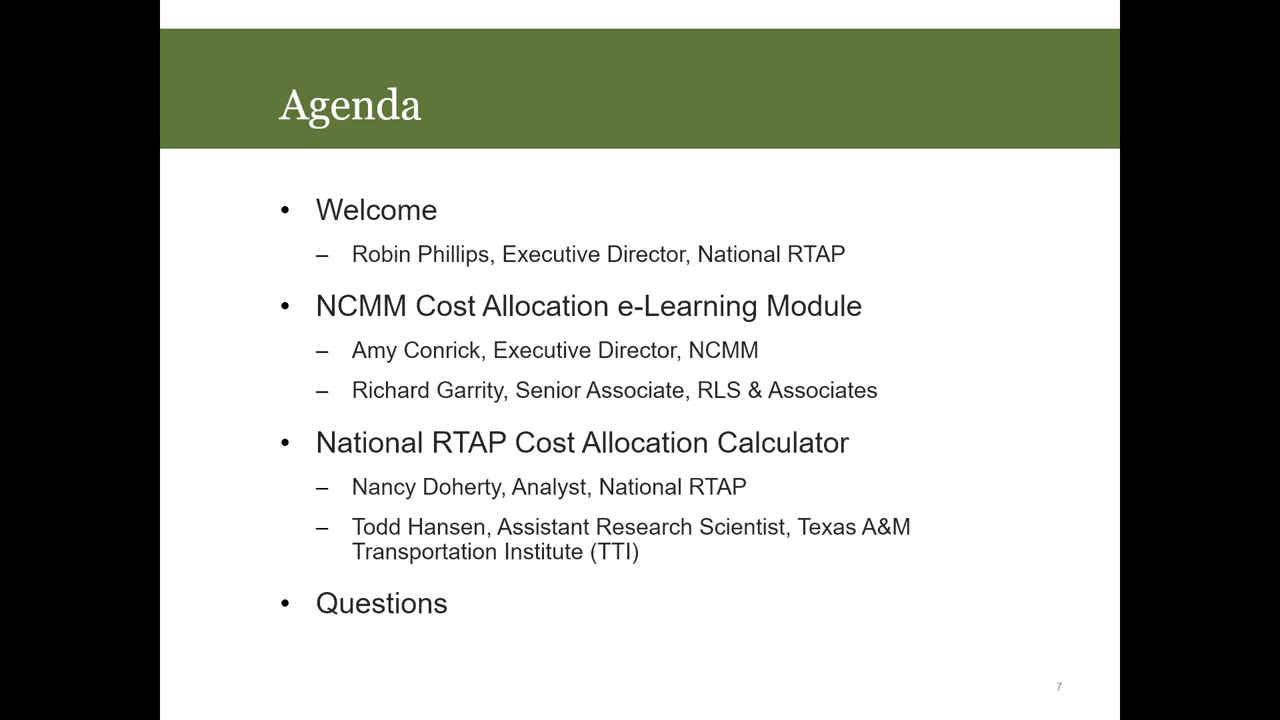 Agenda
• Welcome
– Robin Phillips, Executive Director, National RTAP
• NCMM Cost Allocation e-Learning Module
– Amy Conrick, Executive Director, NCMM
– Richard Garrity, Senior Associate, RLS & Associates
• National RTAP Cost Allocation Calculator
– Nancy Doherty, Analyst, National RTAP
– Todd Hansen, Assistant Research Scientist, Texas A&M
Transportation Institute (TTI)
• Questions
7